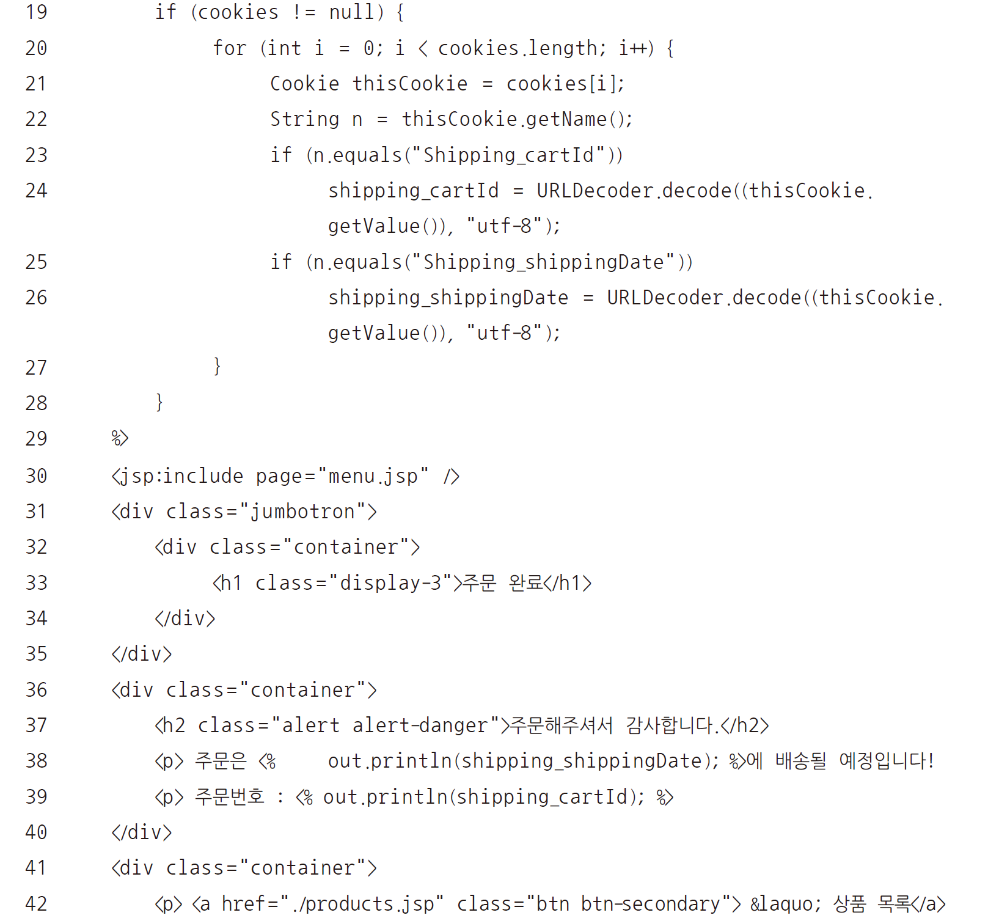 19 if (cookies != null) {
20 for (int i = 0; i < cookies.length; i++) {
21 Cookie thisCookie = cookies[i];
22 String n = thisCookie.getName();
23 if (n.equals("Shipping_cartId"))
24 shipping_cartId = URLDecoder.decode((thisCookie.
getValue()), "utf-8");
25 if (n.equals("Shipping_shippingDate"))
26 shipping_shippingDate = URLDecoder.decode((thisCookie.
getValue()), "utf-8");
27 }
28 }
29 %>
30 <jsp:include page="menu.jsp" />
31 <div class="jumbotron">
32 <div class="container">
33 <h1 class="display-3">주문 완료</h1>
34 </div>
35 </div>
36 <div class="container">
37 <h2 class="alert alert-danger">주문해주셔서 감사합니다.</h2>
38 <p> 주문은 <% out.println(shipping_shippingDate); %>에 배송될 예정입니다!
39 <p> 주문번호 : <% out.println(shipping_cartId); %>
40 </div>
41 <div class="container">
42 <p> <a href="./products.jsp" class="btn btn-secondary"> &laquo; 상품 목록</a>